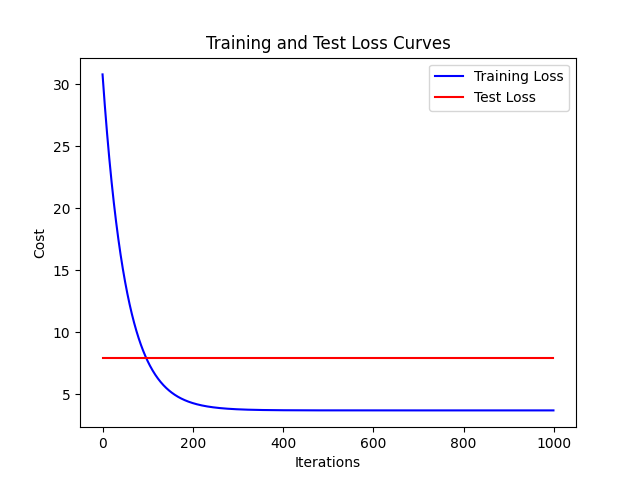 Training and Test Loss Curves
Training Loss
Test Loss
Cost
30
25
20
15
10
5
0 200 400 600 800 1000
Iterations